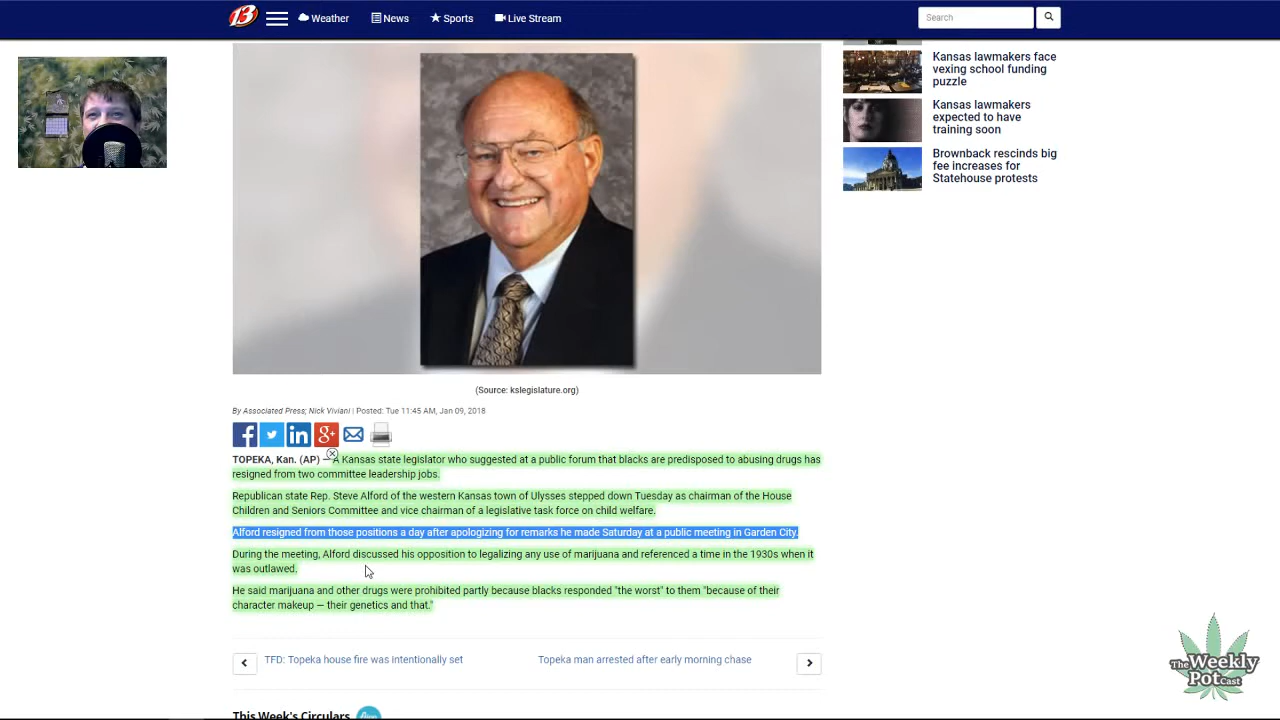 13
Weather
News
Sports
Live Stream
Search
Kansas lawmakers face
vexing school funding
puzzle
Kansas lawmakers
expected to have
training soon
Brownback rescinds big
fee increases for
Statehouse protests
(Source: kslegislature.org)
By Associated Press; Nick Viviani | Posted: Tue 11:45 AM, Jan 09, 2018
TOPEKA, Kan. (AP) — A Kansas state legislator who suggested at a public forum that blacks are predisposed to abusing drugs has
resigned from two committee leadership jobs.
Republican state Rep. Steve Alford of the western Kansas town of Ulysses stepped down Tuesday as chairman of the House
Children and Seniors Committee and vice chairman of a legislative task force on child welfare.
Alford resigned from those positions a day after apologizing for remarks he made Saturday at a public meeting in Garden City.
During the meeting, Alford discussed his opposition to legalizing any use of marijuana and referenced a time in the 1930s when it
was outlawed.
He said marijuana and other drugs were prohibited partly because blacks responded "the worst" to them "because of their
character makeup — their genetics and that."
TFD: Topeka house fire was intentionally set
Topeka man arrested after early morning chase
This Week's Circulars
The Weekly
Potcast